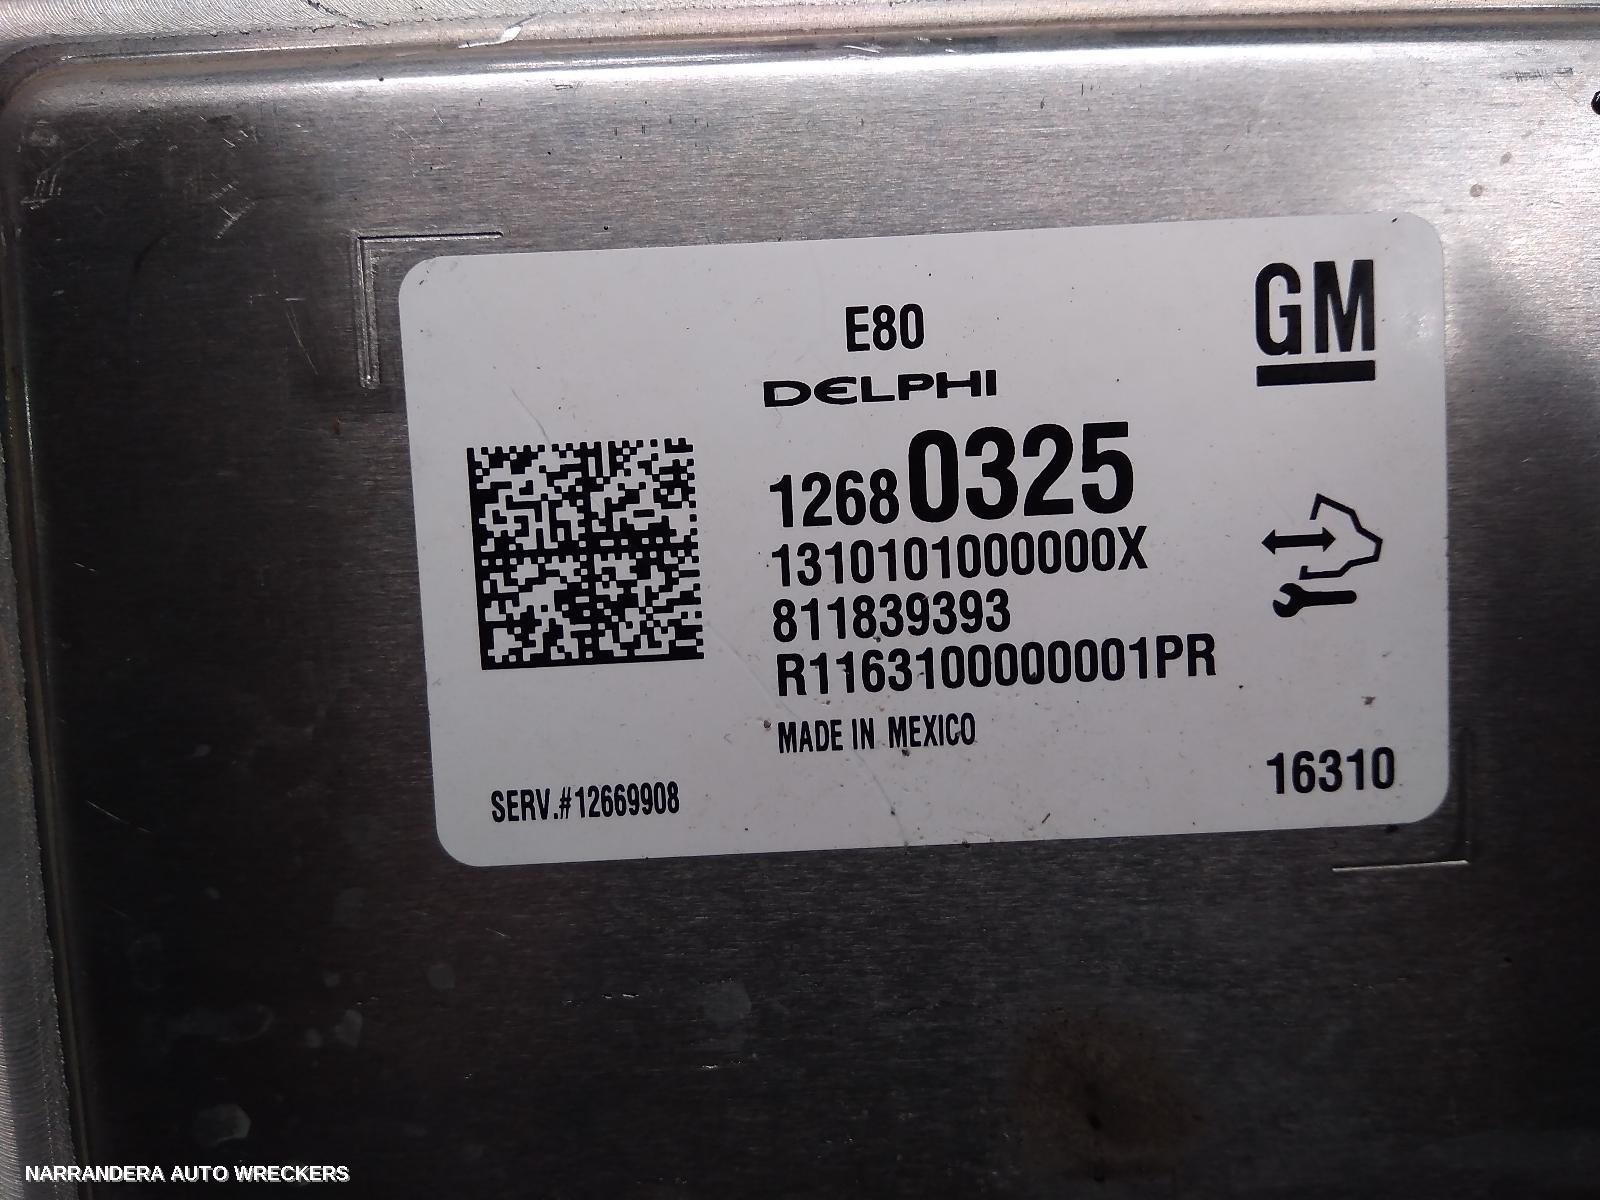 E80
GM
DELPHI
12680325
1310101000000X
811839393
R1163100000001PR
MADE IN MEXICO
16310
SERV.#12669908
NARRANDERA AUTO WRECKERS